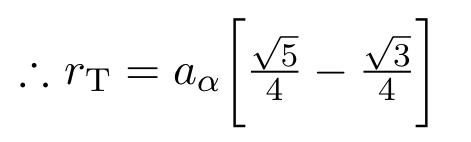 ∴ r_T = a_α [ √5/4 − √3/4 ]